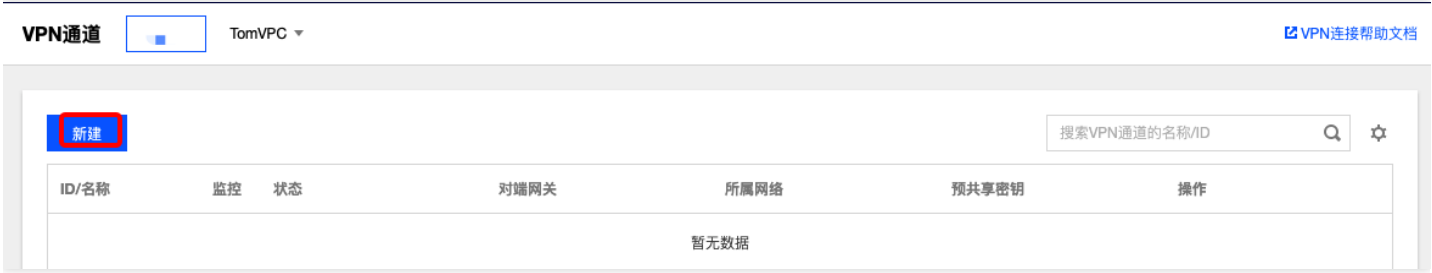 VPN通道 TomVPC VPN连接帮助文档
新建 搜索VPN通道的名称/ID
ID/名称 监控 状态 对端网关 所属网络 预共享密钥 操作
暂无数据